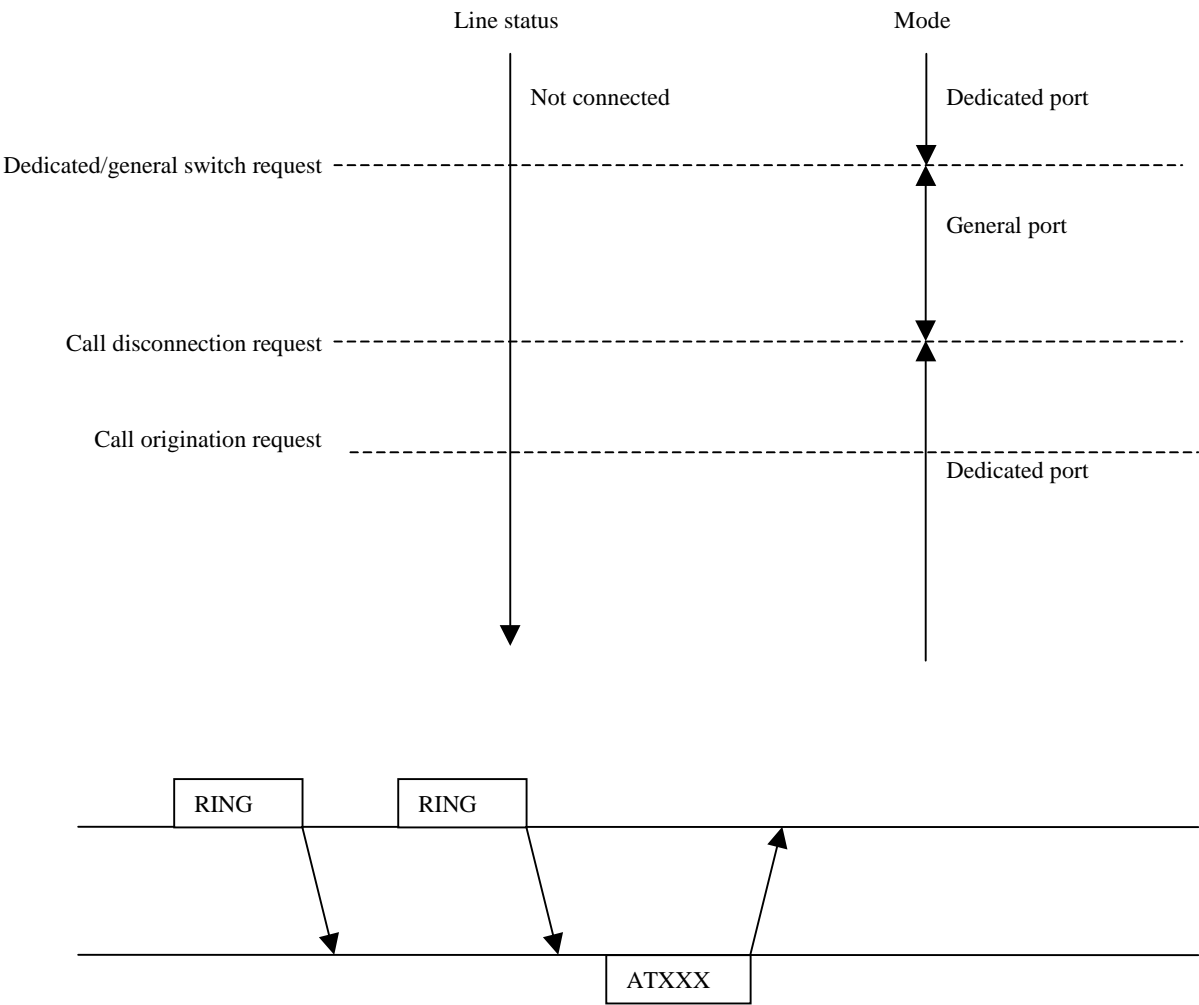 Line status
Mode
Not connected
Dedicated port
Dedicated/general switch request
General port
Call disconnection request
Call origination request
Dedicated port
RING
RING
ATXXX